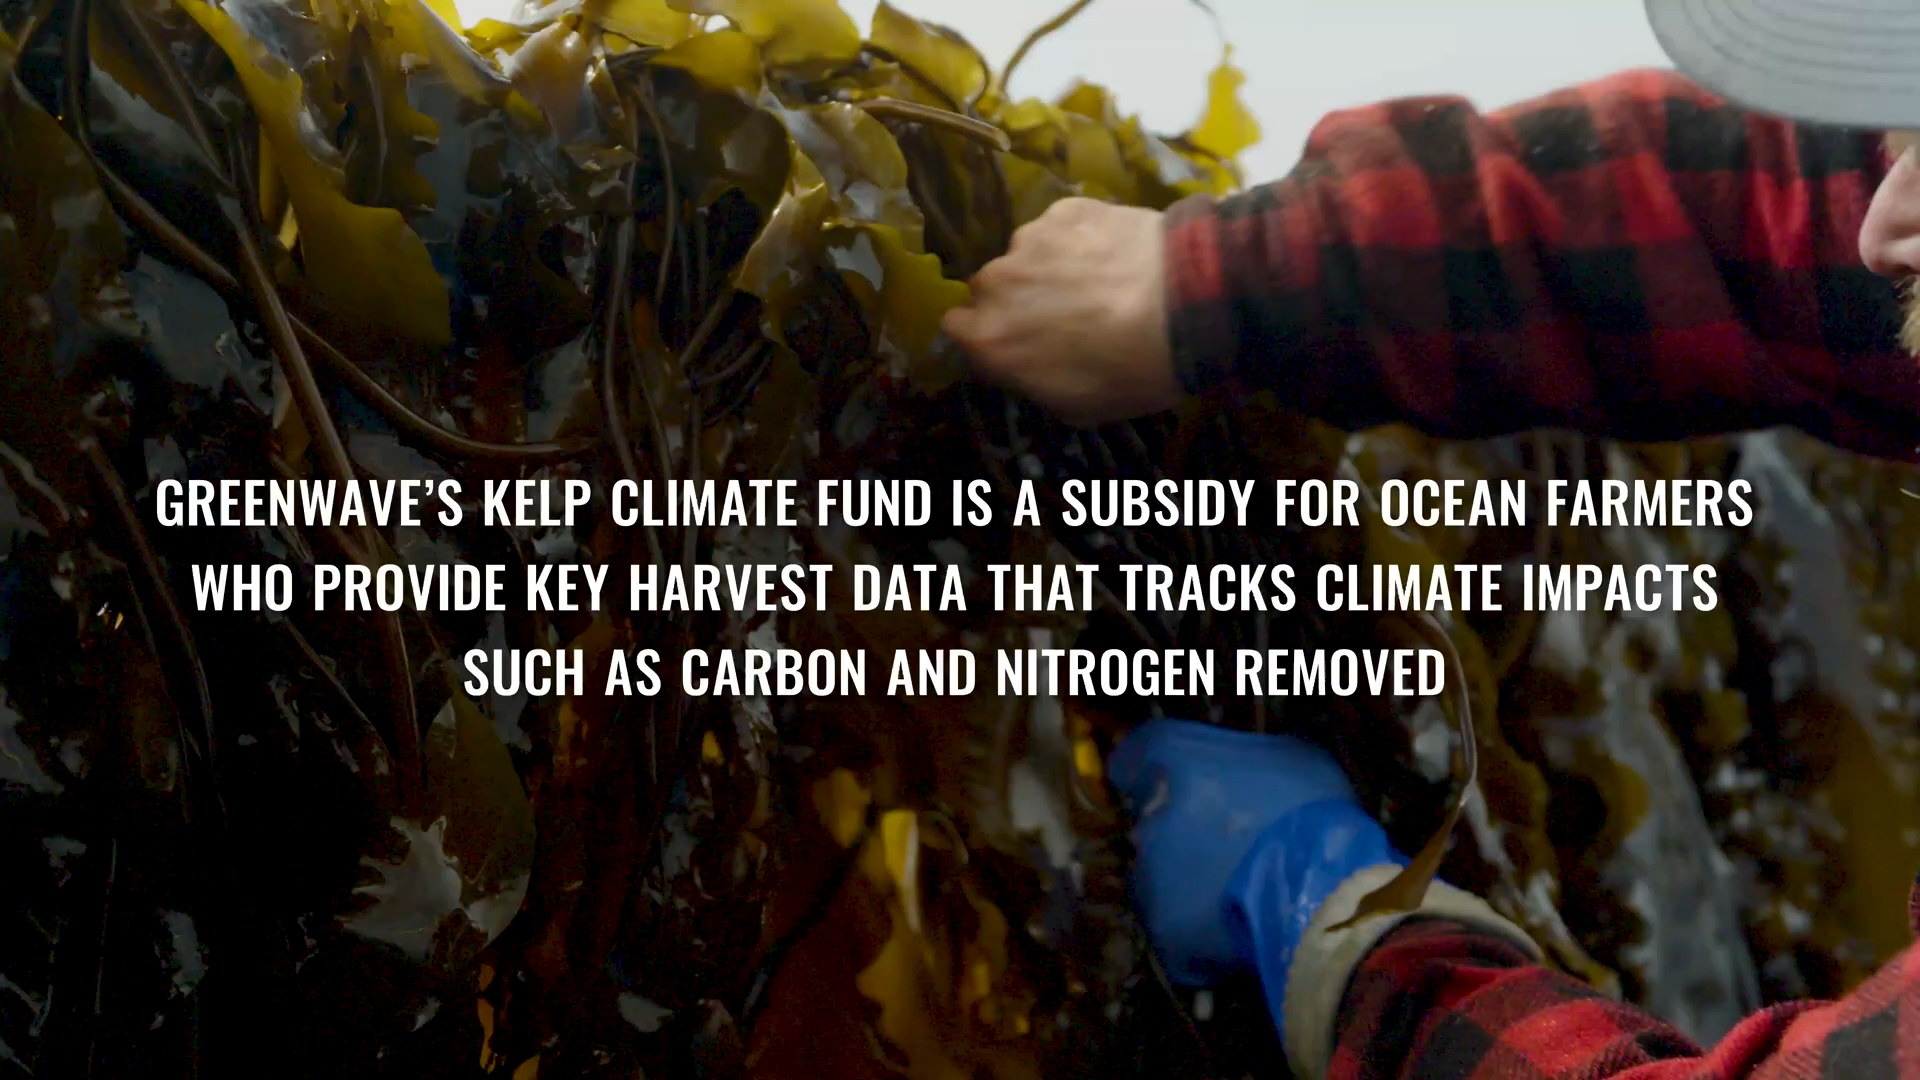 GREENWAVE’S KELP CLIMATE FUND IS A SUBSIDY FOR OCEAN FARMERS
WHO PROVIDE KEY HARVEST DATA THAT TRACKS CLIMATE IMPACTS
SUCH AS CARBON AND NITROGEN REMOVED